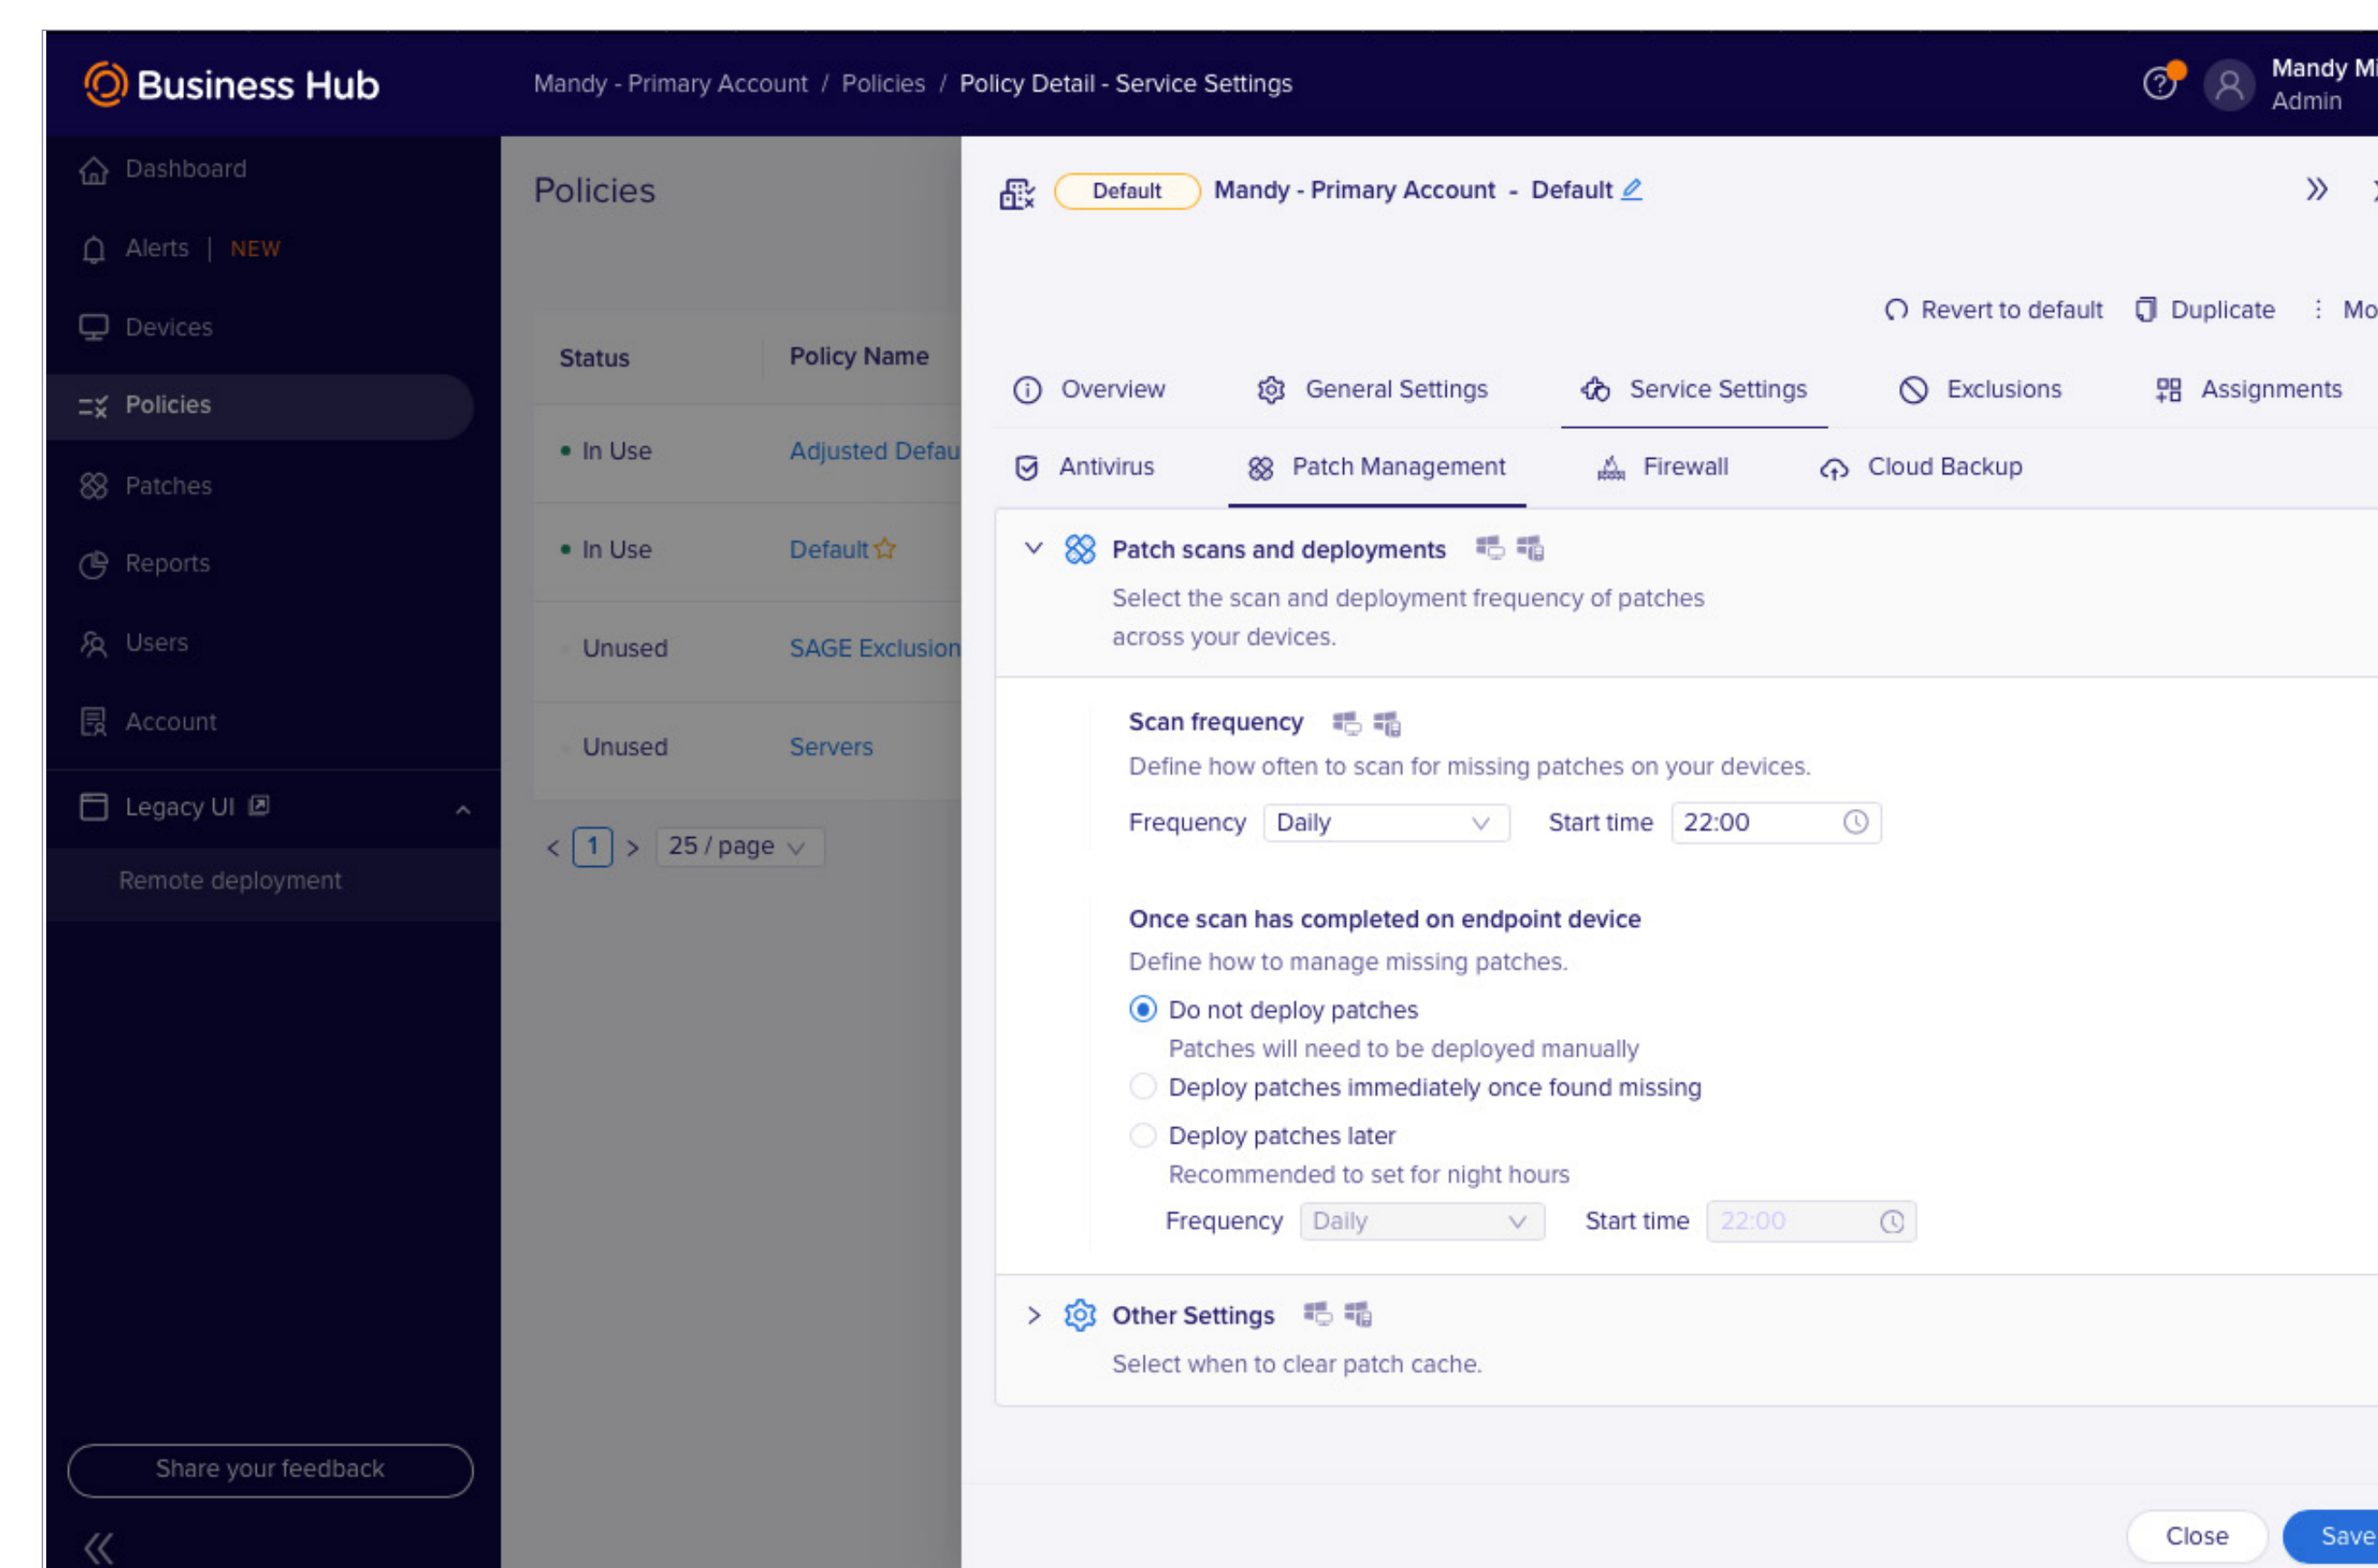 Business Hub
Mandy - Primary Account / Policies / Policy Detail - Service Settings
Mandy Mi
Admin
Dashboard
Alerts | NEW
Devices
Policies
Patches
Reports
Users
Account
Legacy UI
Remote deployment
Share your feedback
Policies
Status Policy Name
In Use Adjusted Defau
In Use Default
Unused SAGE Exclusion
Unused Servers
< 1 > 25 / page
Default Mandy - Primary Account - Default
Revert to default Duplicate Mo
Overview General Settings Service Settings Exclusions Assignments
Antivirus Patch Management Firewall Cloud Backup
Patch scans and deployments
Select the scan and deployment frequency of patches
across your devices.
Scan frequency
Define how often to scan for missing patches on your devices.
Frequency Daily Start time 22:00
Once scan has completed on endpoint device
Define how to manage missing patches.
Do not deploy patches
Patches will need to be deployed manually
Deploy patches immediately once found missing
Deploy patches later
Recommended to set for night hours
Frequency Daily Start time 22:00
Other Settings
Select when to clear patch cache.
Close Save